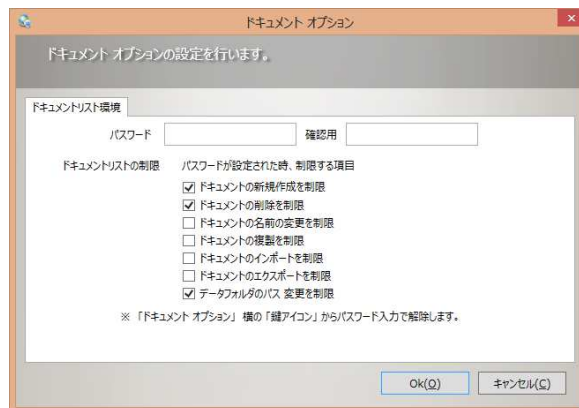 ドキュメント オプション
ドキュメント オプションの設定を行います。
ドキュメントリスト環境
パスワード 確認用
ドキュメントリストの制限 パスワードが設定された時、制限する項目
ドキュメントの新規作成を制限
ドキュメントの削除を制限
ドキュメントの名前の変更を制限
ドキュメントの複製を制限
ドキュメントのインポートを制限
ドキュメントのエクスポートを制限
データフォルダのパス 変更を制限
※ 「ドキュメント オプション」 横の「鍵アイコン」 からパスワード入力で解除します。
Ok(O) キャンセル(C)